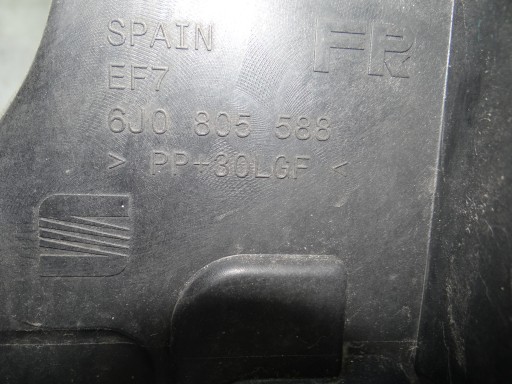 SPAIN FR
EF7
6J0 805 588
> PP-30LGF <